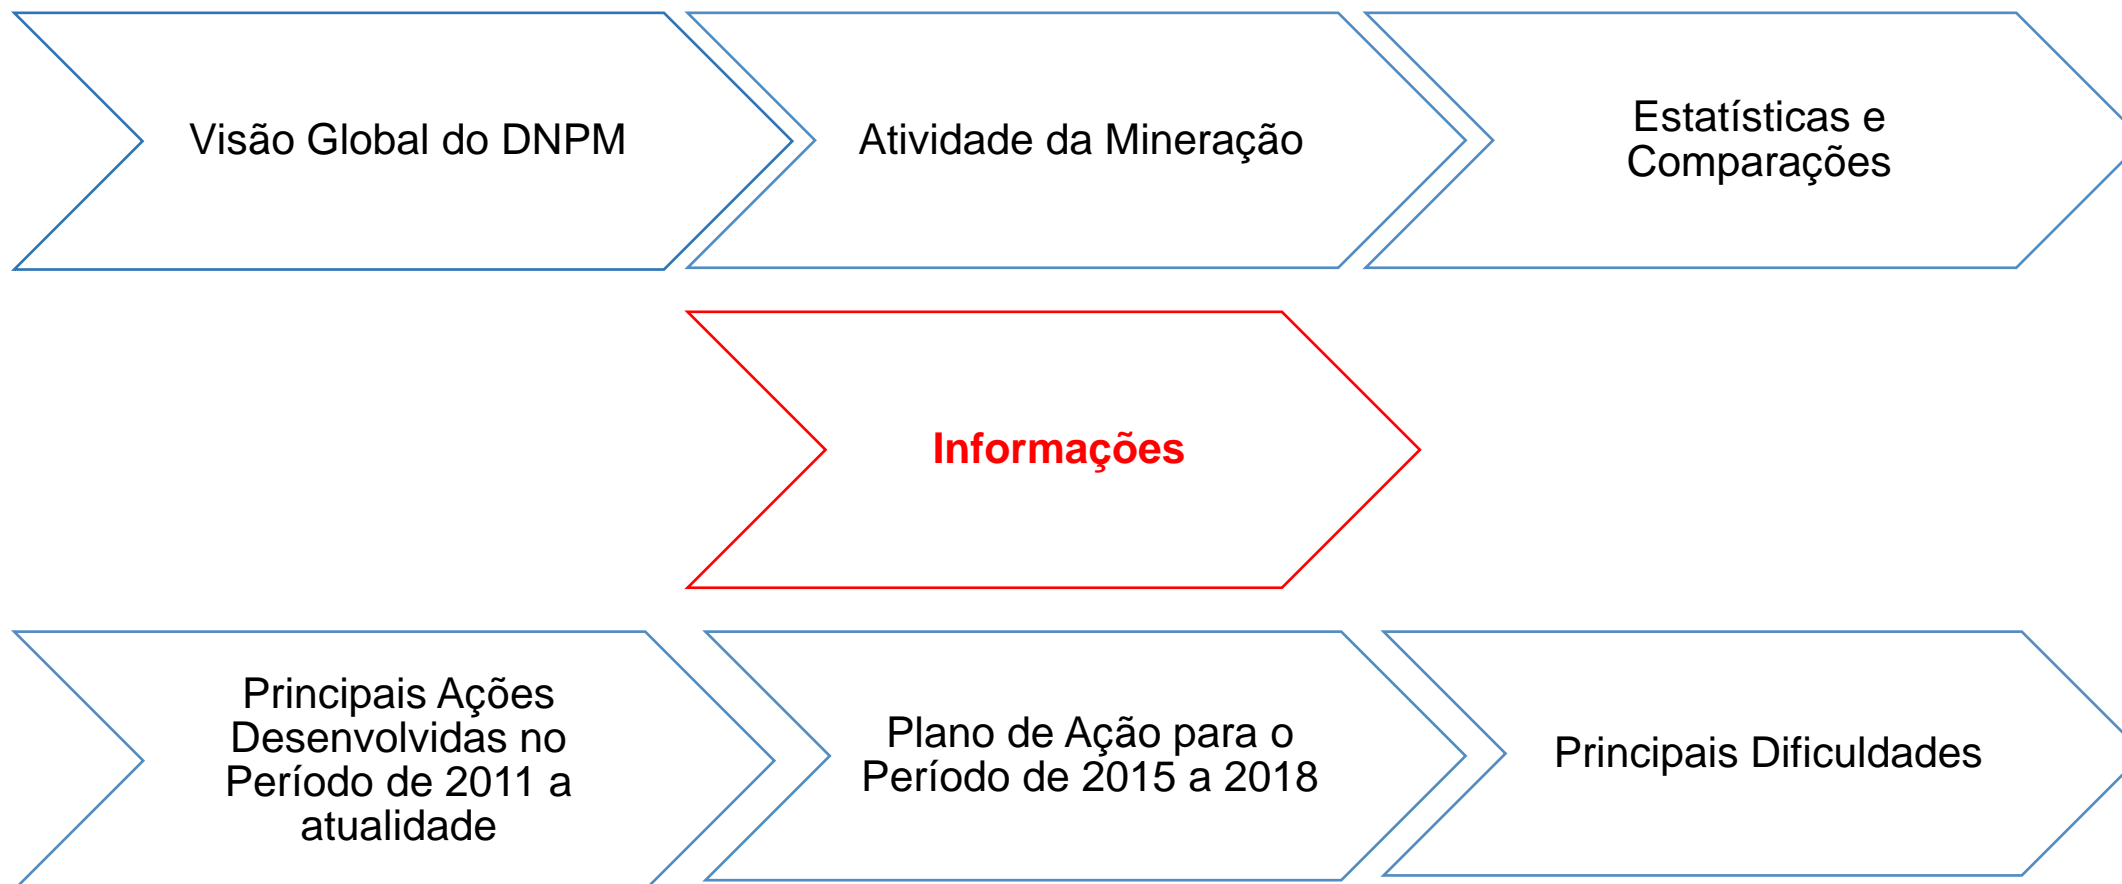 Visão Global do DNPM
Atividade da Mineração
Estatísticas e
Comparações
Informações
Principais Ações
Desenvolvidas no
Período de 2011 a
atualidade
Plano de Ação para o
Período de 2015 a 2018
Principais Dificuldades